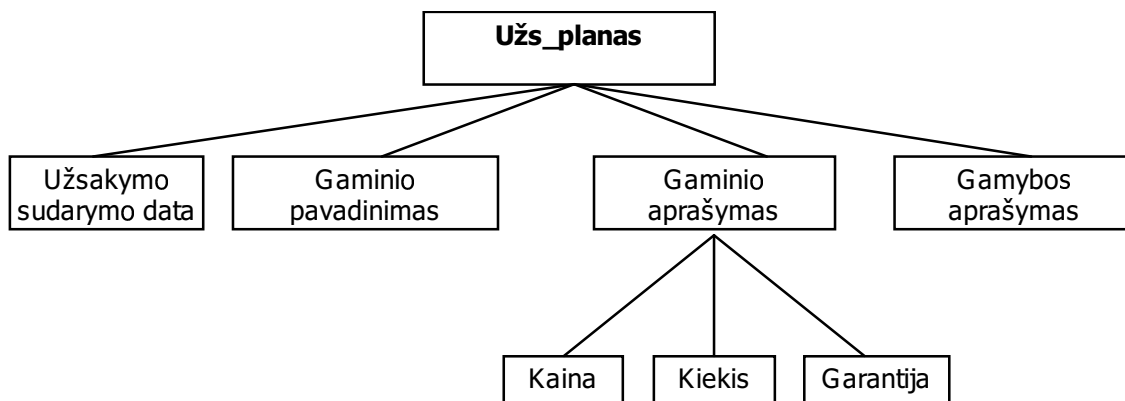 Užs_planas
Užsakymo
sudarymo data
Gaminio
pavadinimas
Gaminio
aprašymas
Gamybos
aprašymas
Kaina
Kiekis
Garantija